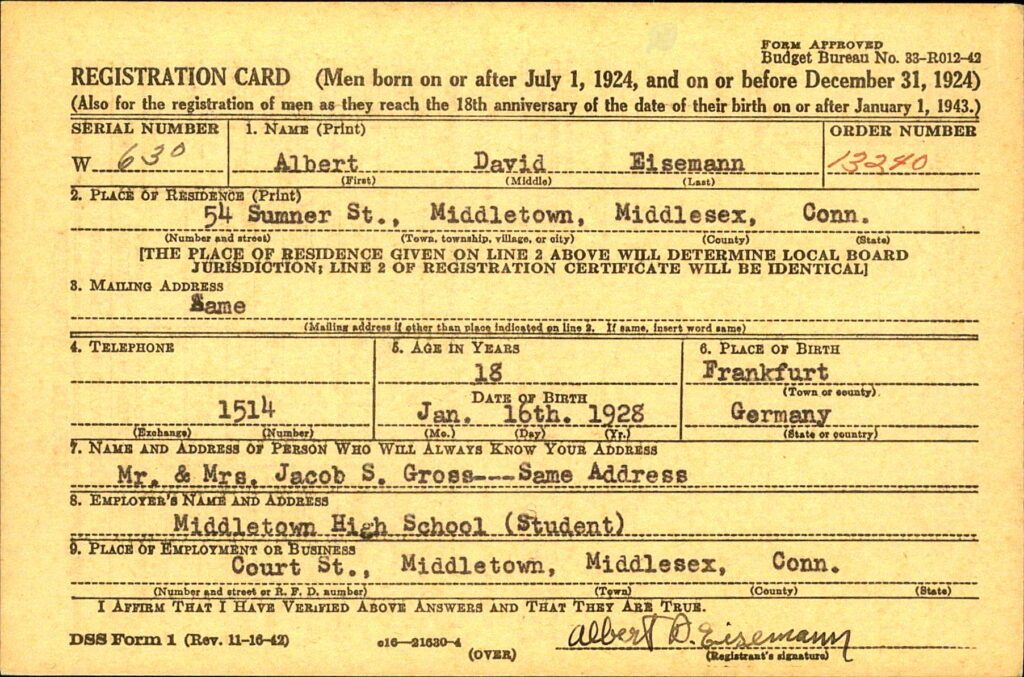 FORM APPROVED
Budget Bureau No. 33-R012-42
REGISTRATION CARD (Men born on or after July 1, 1924, and on or before December 31, 1924)
(Also for the registration of men as they reach the 18th anniversary of the date of their birth on or after January 1, 1943.)
SERIAL NUMBER 1. NAME (Print) ORDER NUMBER
W 630 Albert David Eisemann 13240
(First) (Middle) (Last)
2. PLACE OF RESIDENCE (Print)
54 Sumner St., Middletown, Middlesex, Conn.
(Number and street) (Town, township, village, or city) (County) (State)
[THE PLACE OF RESIDENCE GIVEN ON LINE 2 ABOVE WILL DETERMINE LOCAL BOARD
JURISDICTION; LINE 2 OF REGISTRATION CERTIFICATE WILL BE IDENTICAL]
3. MAILING ADDRESS
Same
(Mailing address if other than place indicated on line 2. If same, insert word same)
4. TELEPHONE 5. AGE IN YEARS 6. PLACE OF BIRTH
18 Frankfurt
DATE OF BIRTH (Town or county)
1514 Jan. 16th. 1928 Germany
(Exchange) (Number) (Mo.) (Day) (Yr.) (State or country)
7. NAME AND ADDRESS OF PERSON WHO WILL ALWAYS KNOW YOUR ADDRESS
Mr. & Mrs. Jacob S. Gross---Same Address
8. EMPLOYER'S NAME AND ADDRESS
Middletown High School (Student)
9. PLACE OF EMPLOYMENT OR BUSINESS
Court St., Middletown, Middlesex, Conn.
(Number and street or R. F. D. number) (Town) (County) (State)
I AFFIRM THAT I HAVE VERIFIED ABOVE ANSWERS AND THAT THEY ARE TRUE.
DSS Form 1 (Rev. 11-16-42) c16—21630-4 Albert D. Eisemann
(OVER) (Registrant's signature)